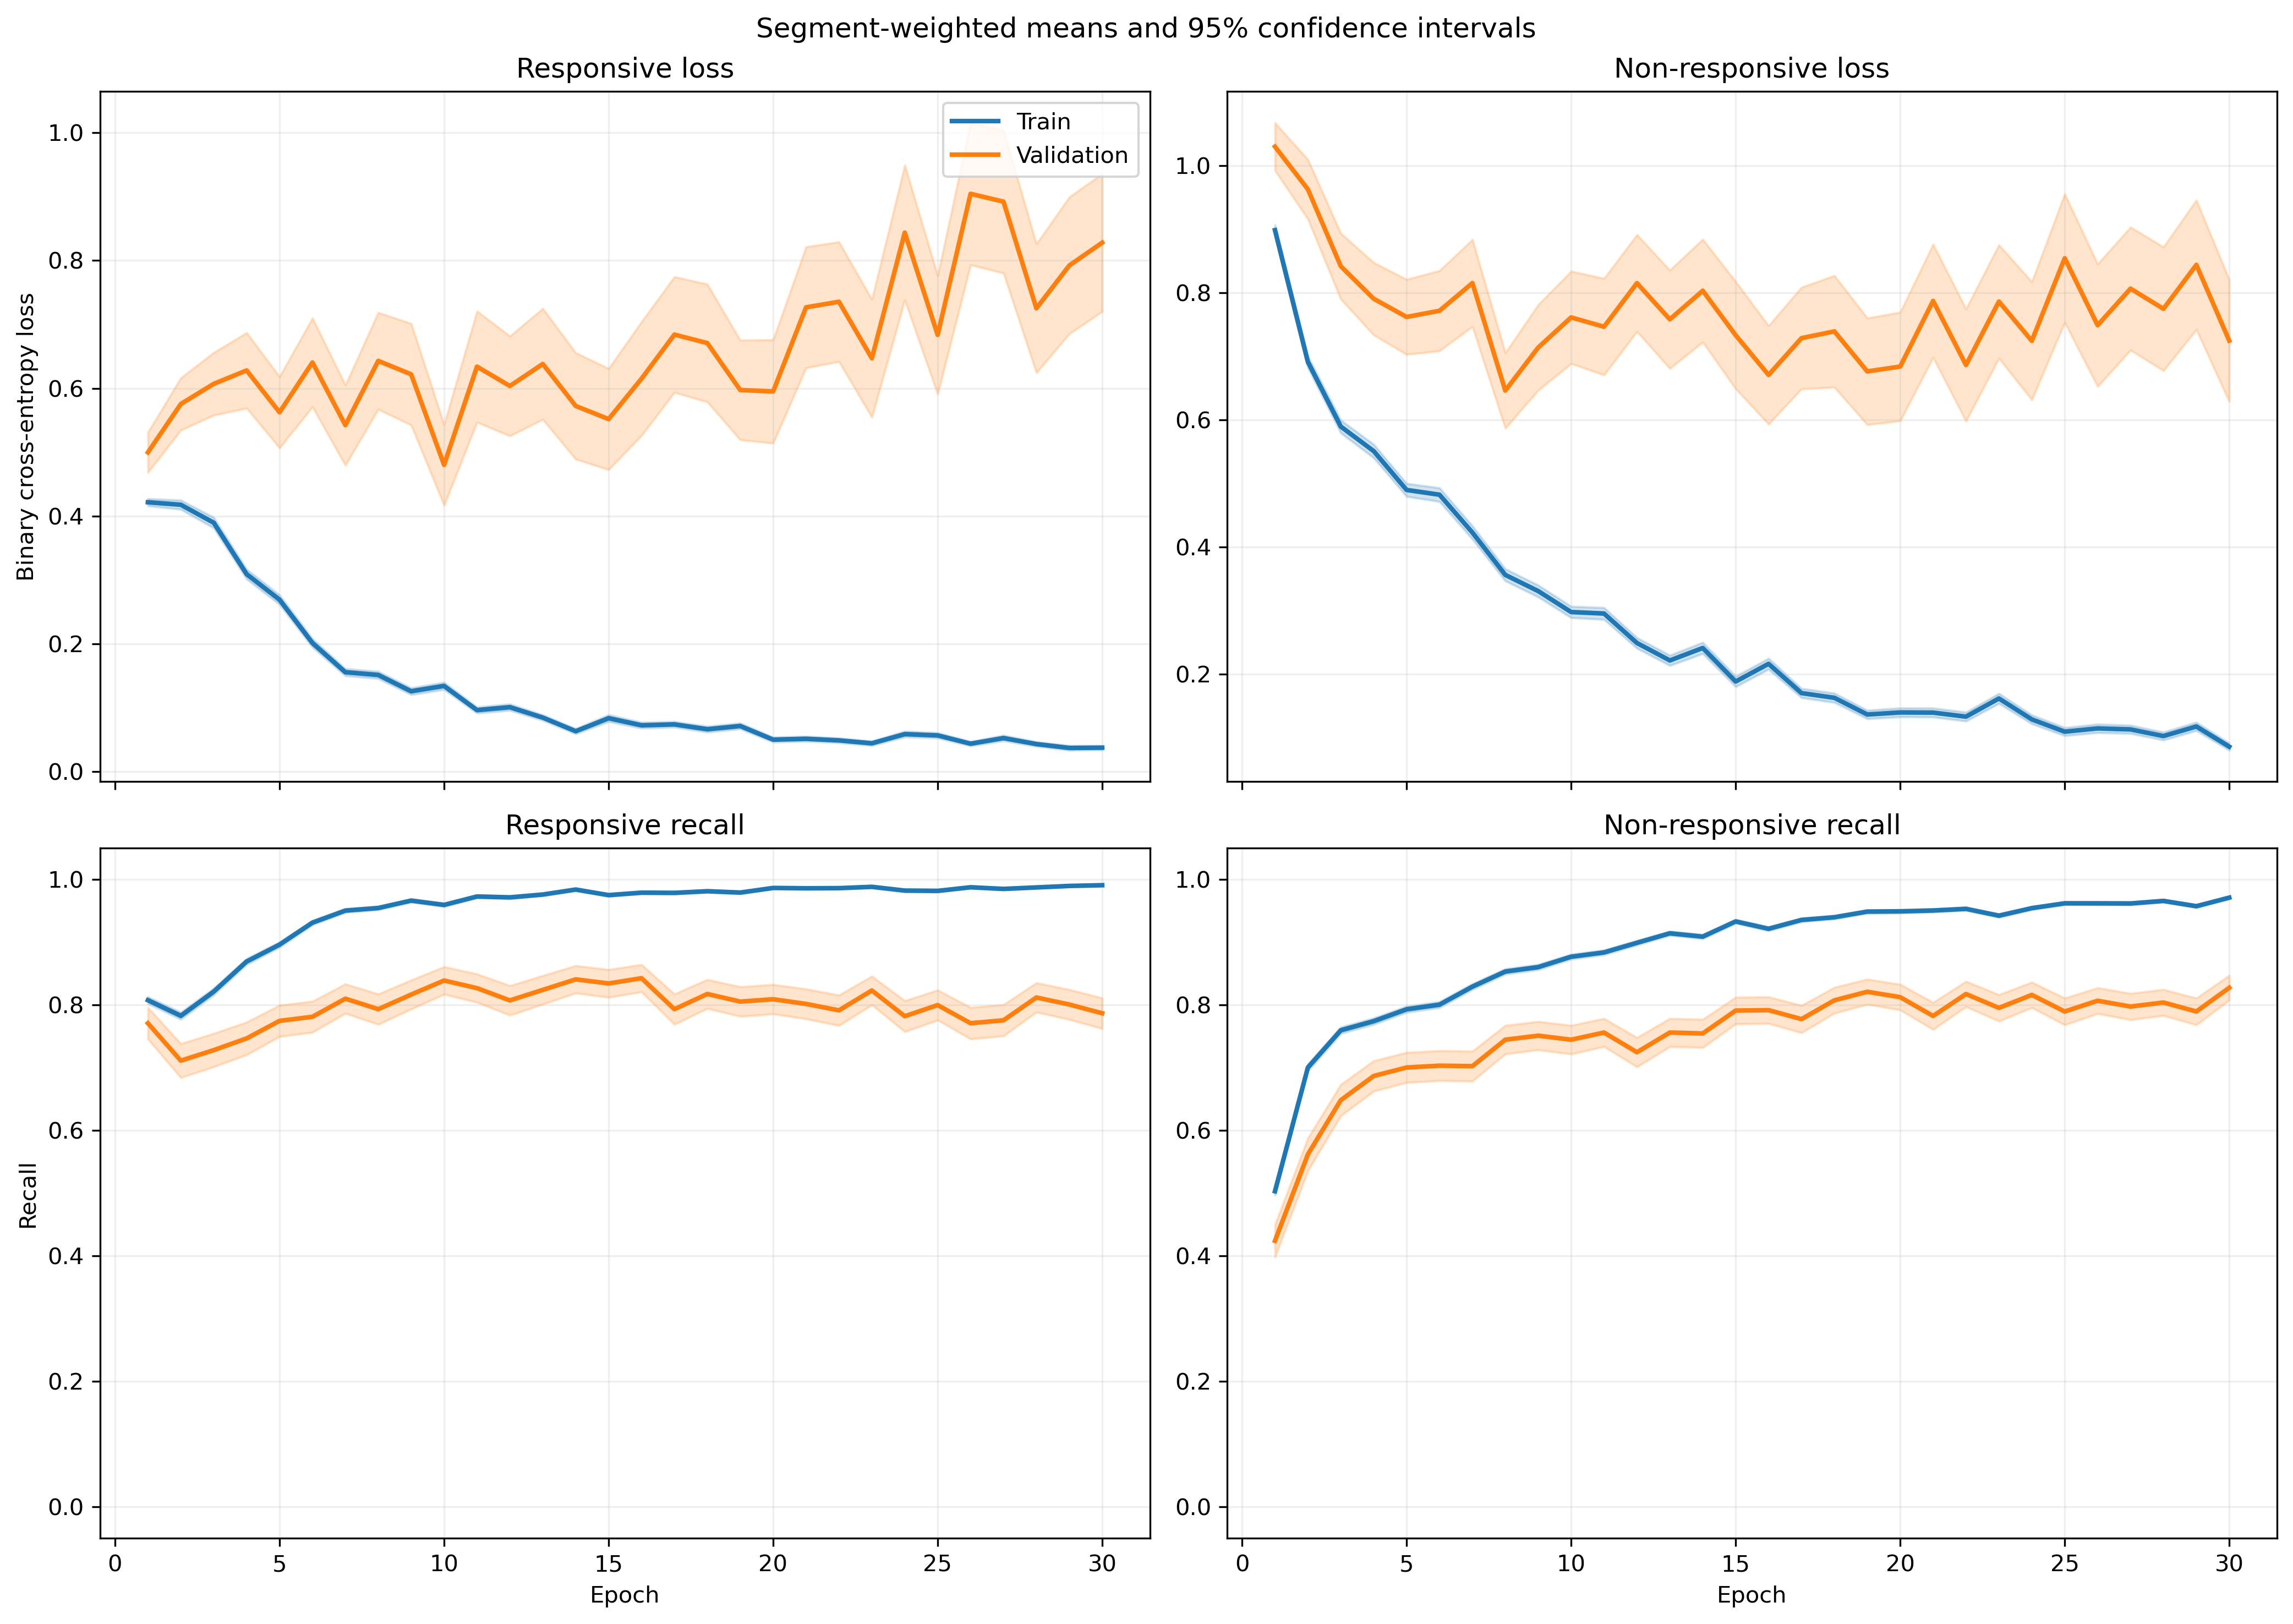 Segment-weighted means and 95% confidence intervals
Responsive loss
Non-responsive loss
Binary cross-entropy loss
1.0
0.8
0.6
0.4
0.2
0.0
Train
Validation
1.0
0.8
0.6
0.4
0.2
Responsive recall
Non-responsive recall
Recall
1.0
0.8
0.6
0.4
0.2
0.0
0 5 10 15 20 25 30
Epoch
1.0
0.8
0.6
0.4
0.2
0.0
0 5 10 15 20 25 30
Epoch